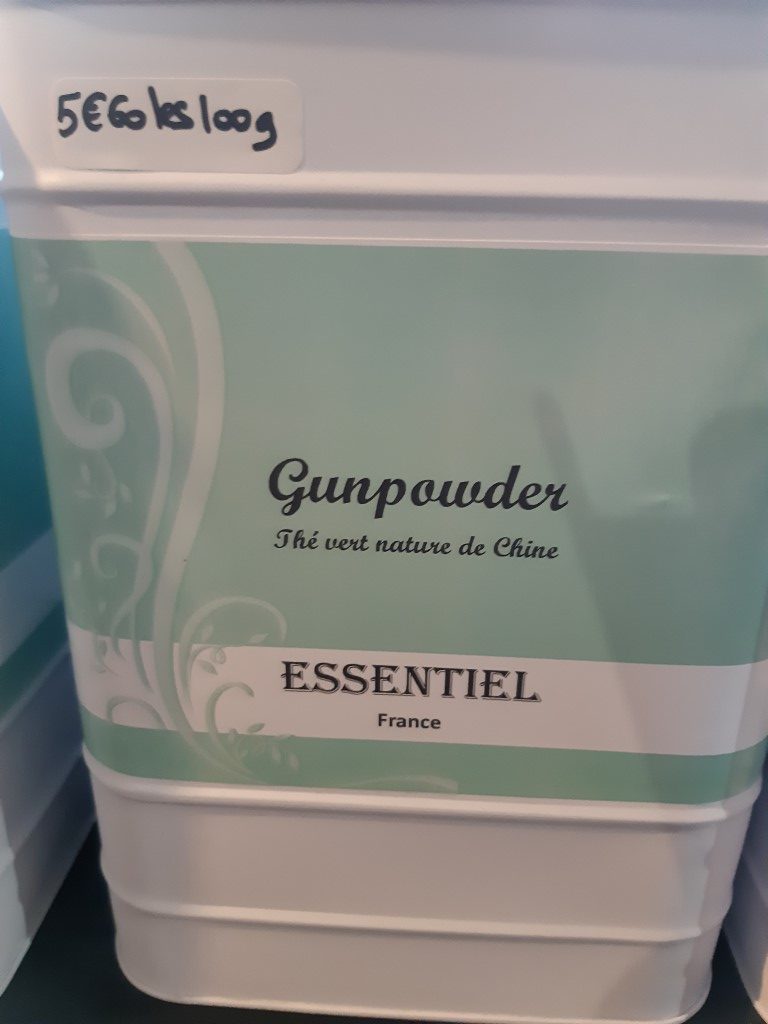 5€60 les 100g
Gunpowder
Thé vert nature de Chine
ESSENTIEL
France